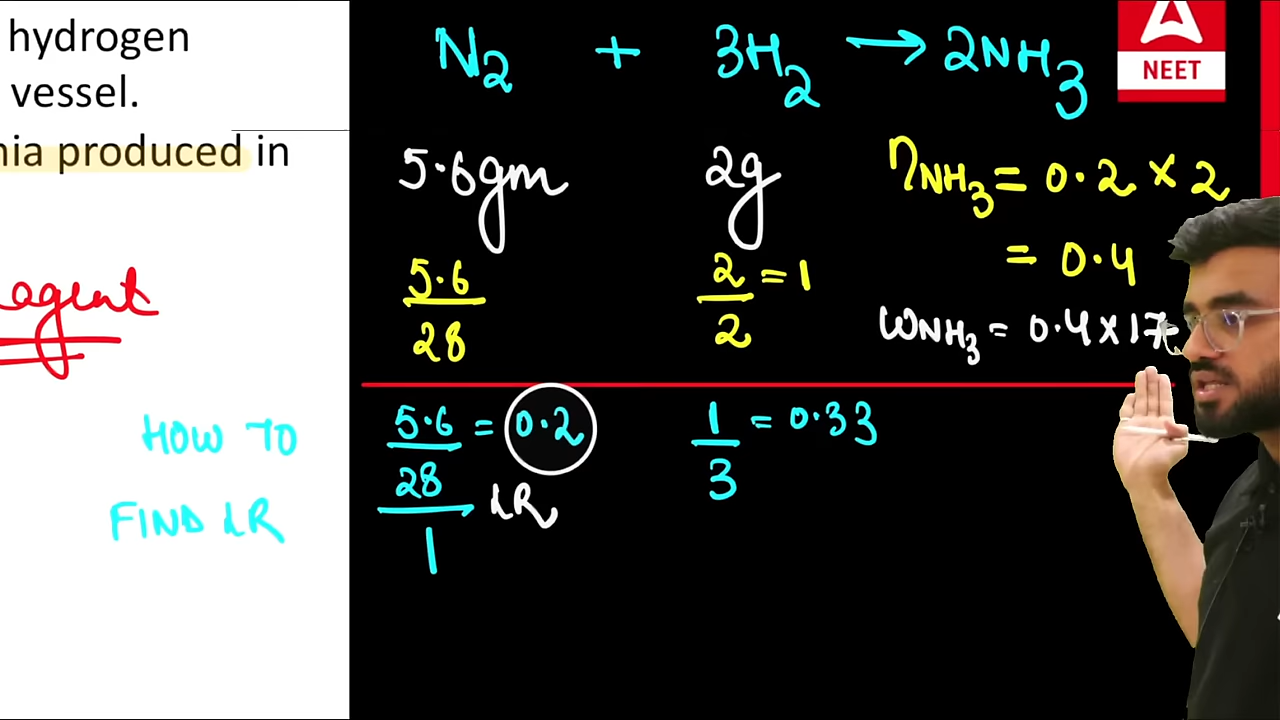 hydrogen
vessel.
nia produced in
agent
HOW TO
FIND LR
N2 + 3H2 → 2NH3
5.6gm 2g
5.6/28 2/2 = 1
ηNH3 = 0.2 × 2
= 0.4
WNH3 = 0.4 × 17
5.6/28/1 = 0.2 LR 1/3 = 0.33
NEET